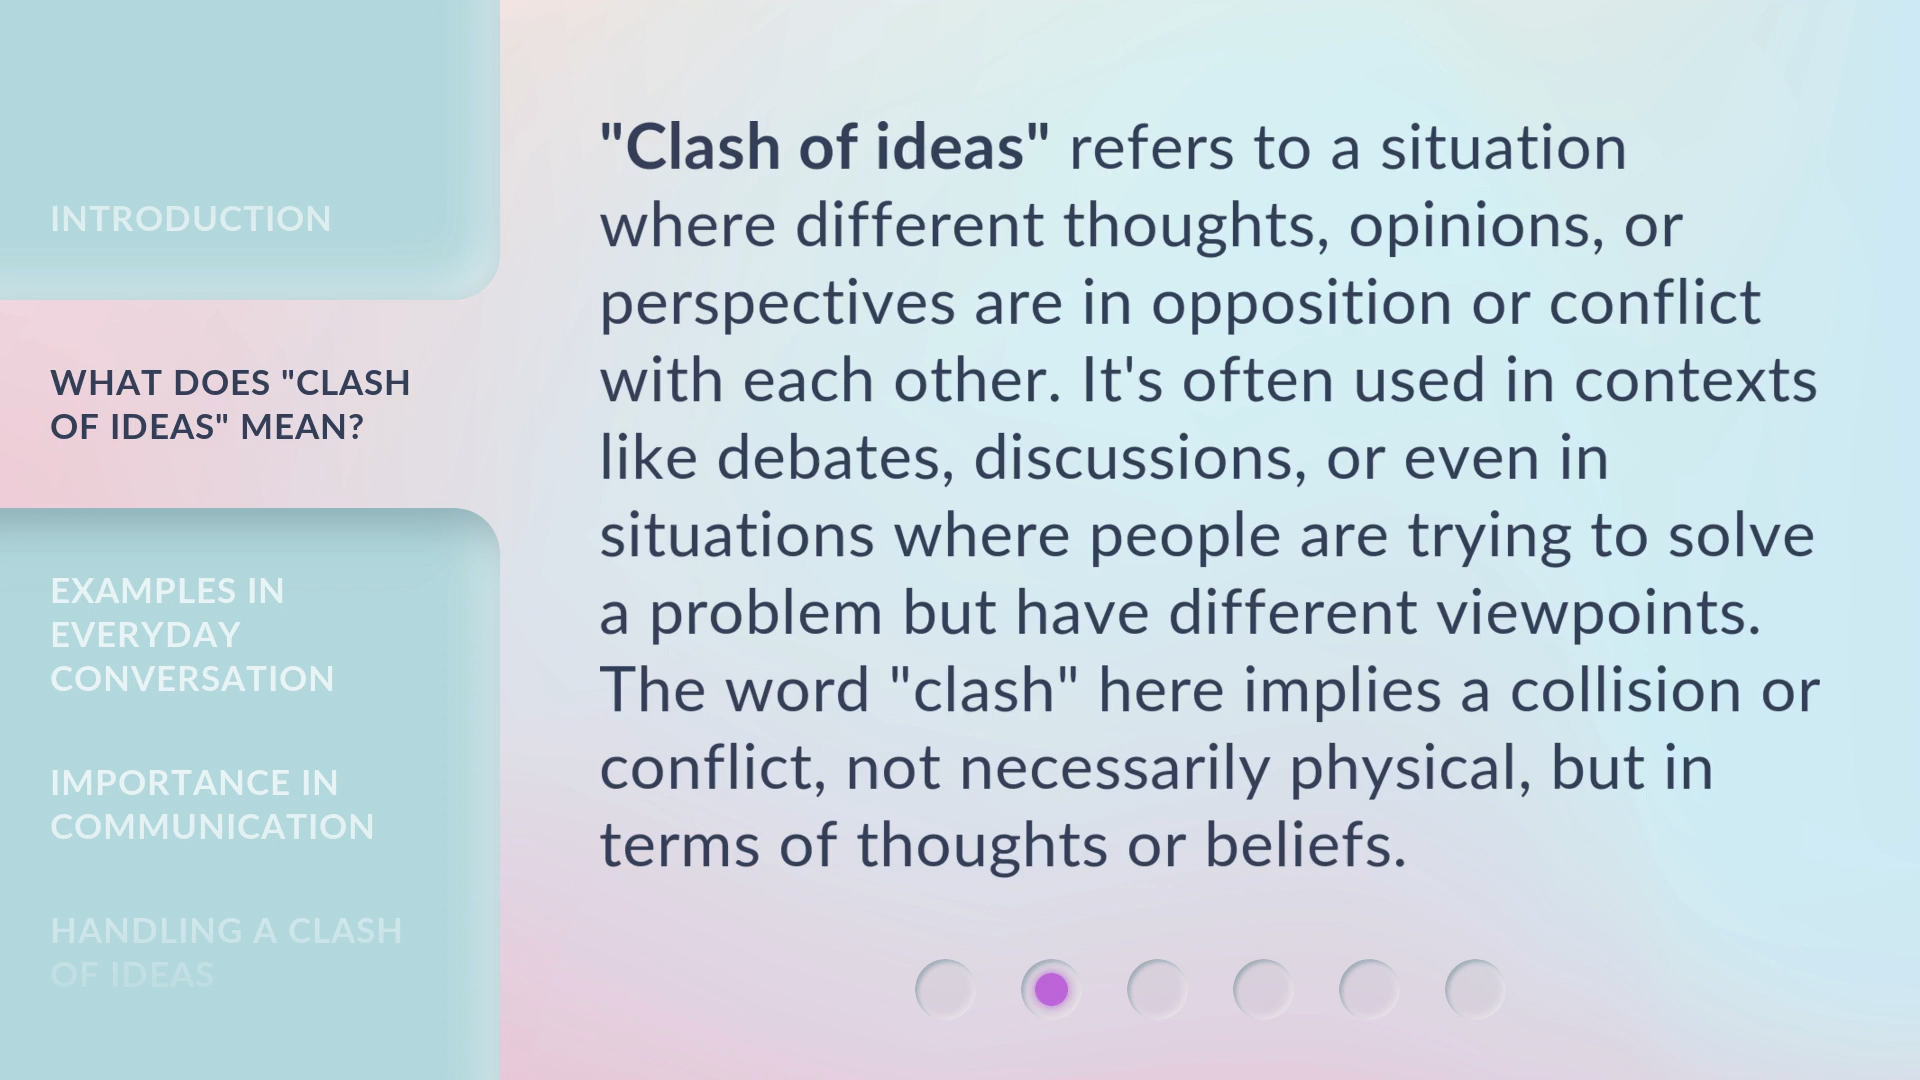 INTRODUCTION
WHAT DOES "CLASH
OF IDEAS" MEAN?
EXAMPLES IN
EVERYDAY
CONVERSATION
IMPORTANCE IN
COMMUNICATION
HANDLING A CLASH
OF IDEAS
"Clash of ideas" refers to a situation
where different thoughts, opinions, or
perspectives are in opposition or conflict
with each other. It's often used in contexts
like debates, discussions, or even in
situations where people are trying to solve
a problem but have different viewpoints.
The word "clash" here implies a collision or
conflict, not necessarily physical, but in
terms of thoughts or beliefs.